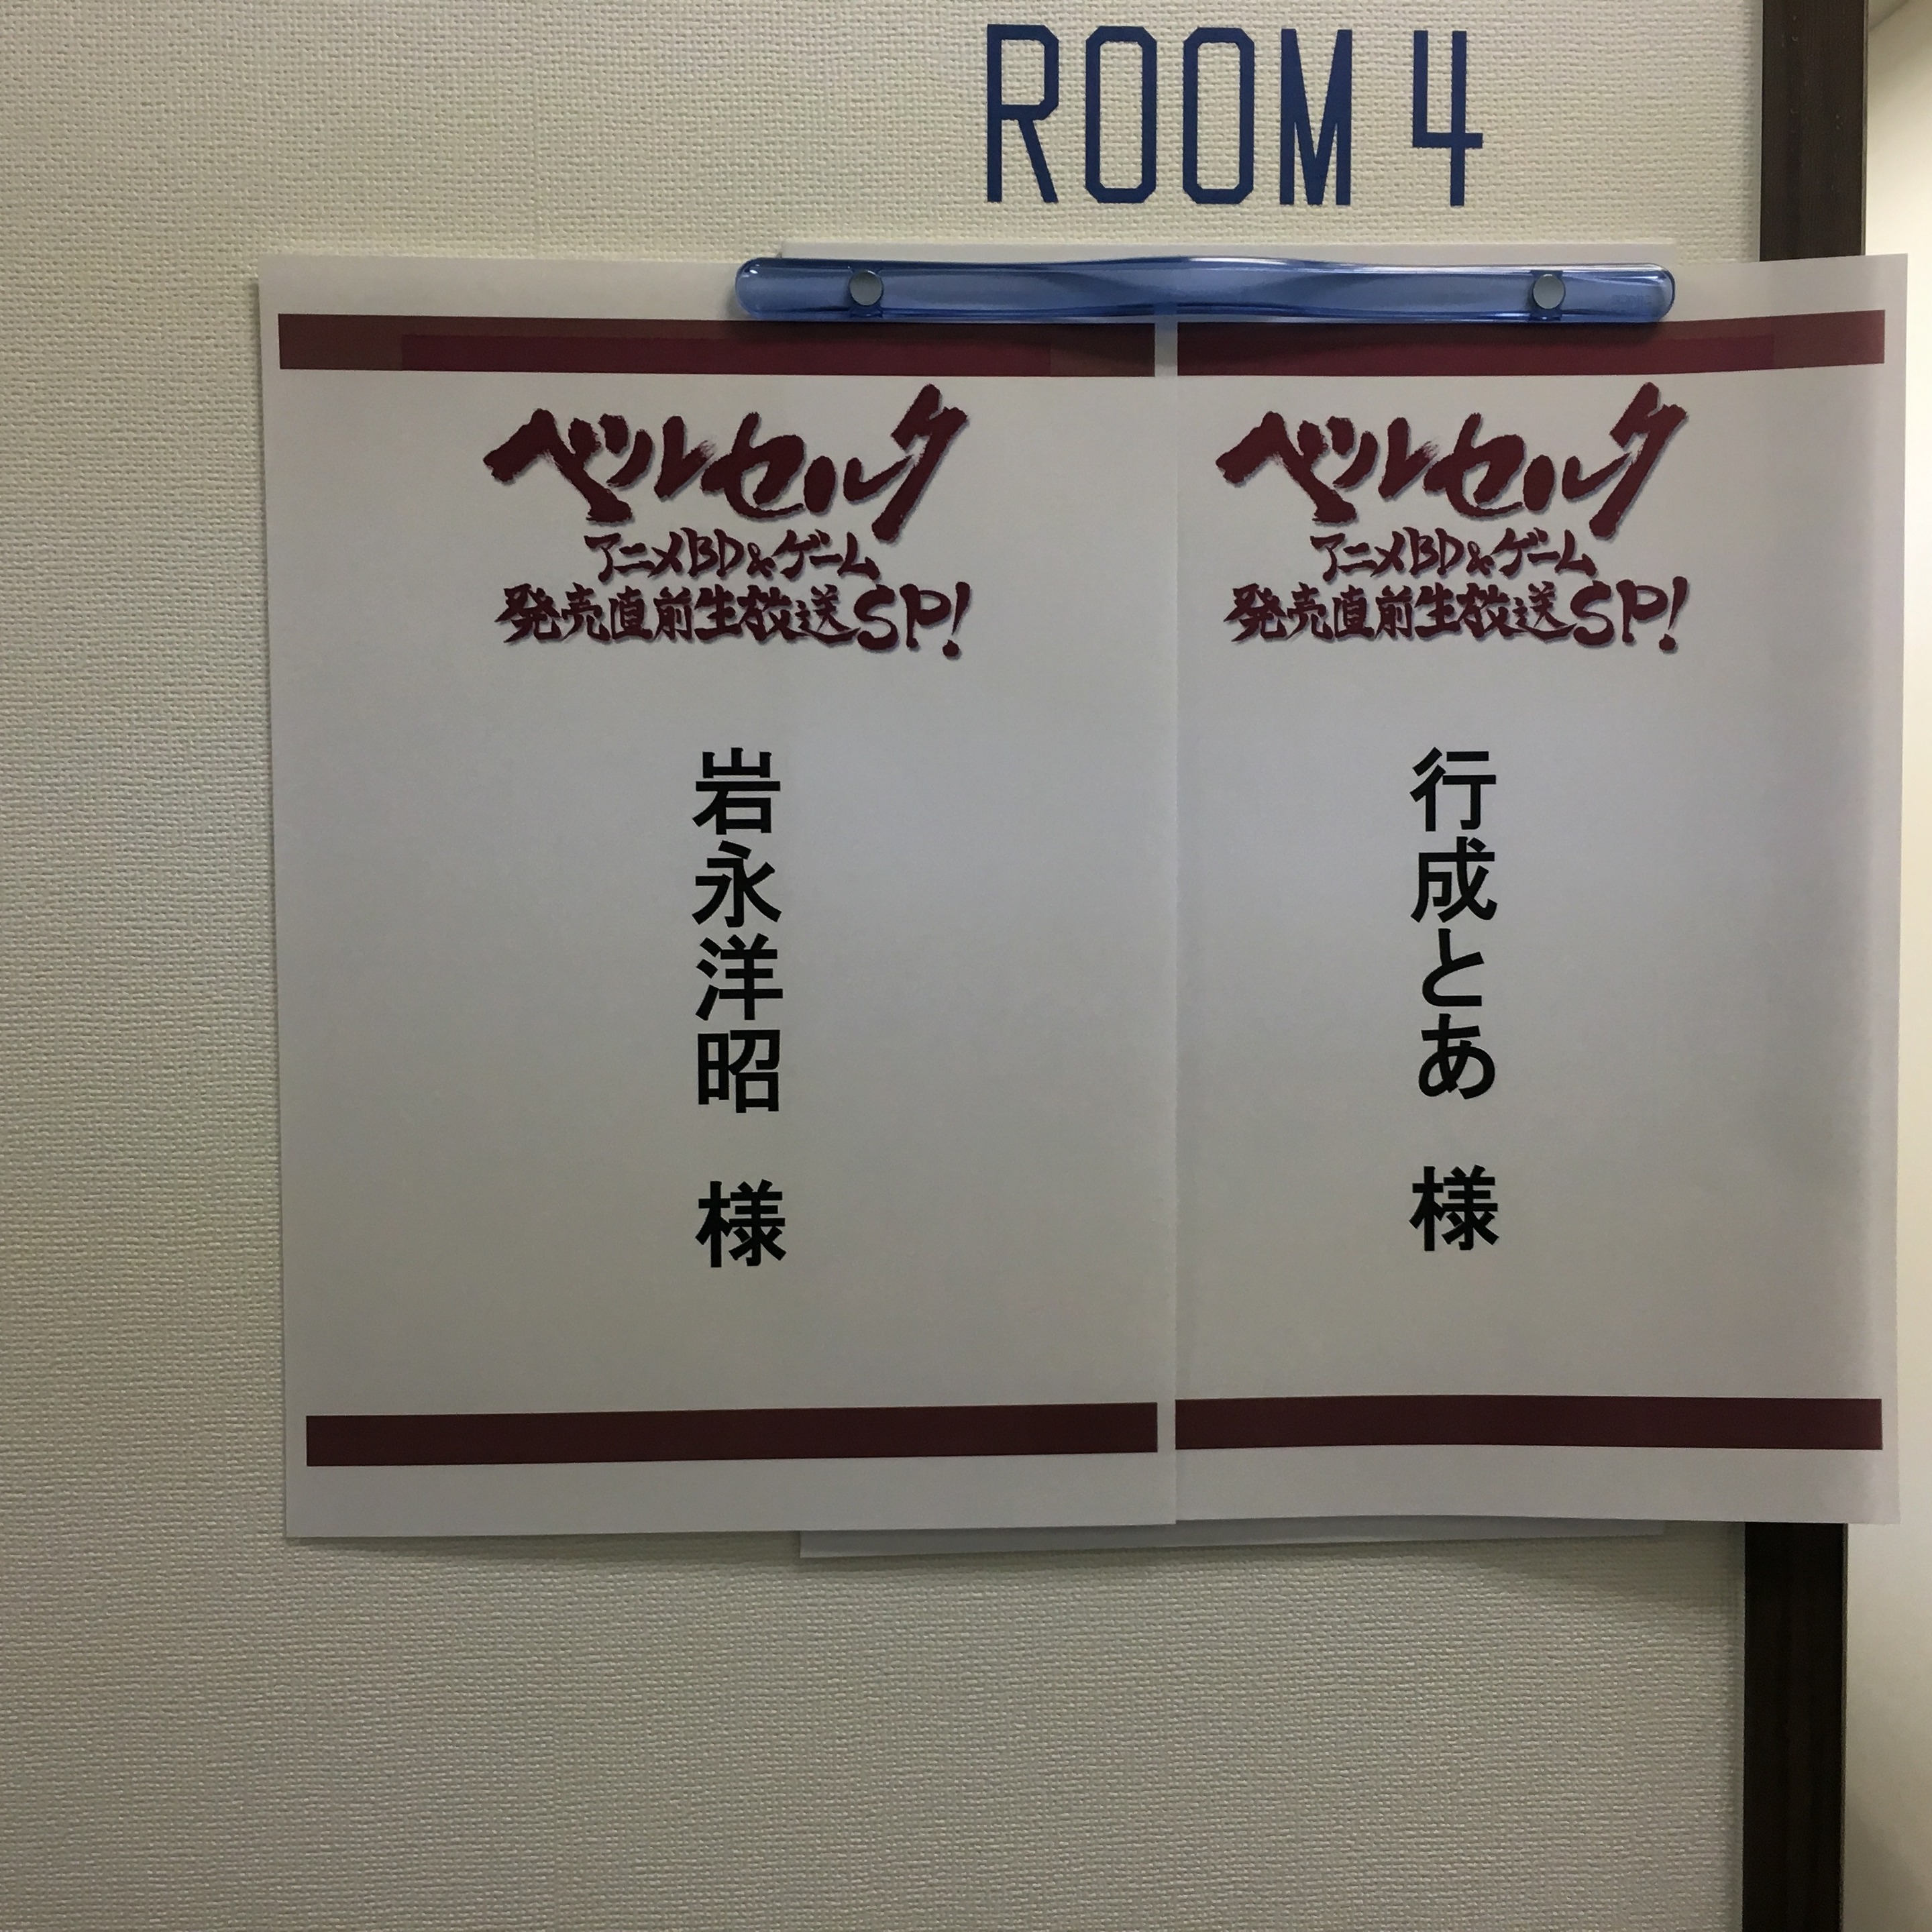 ROOM 4
ベルセルク
アニメBD&ゲーム
発売直前生放送SP!
岩永洋昭 様
ベルセルク
アニメBD&ゲーム
発売直前生放送SP!
行成とあ 様